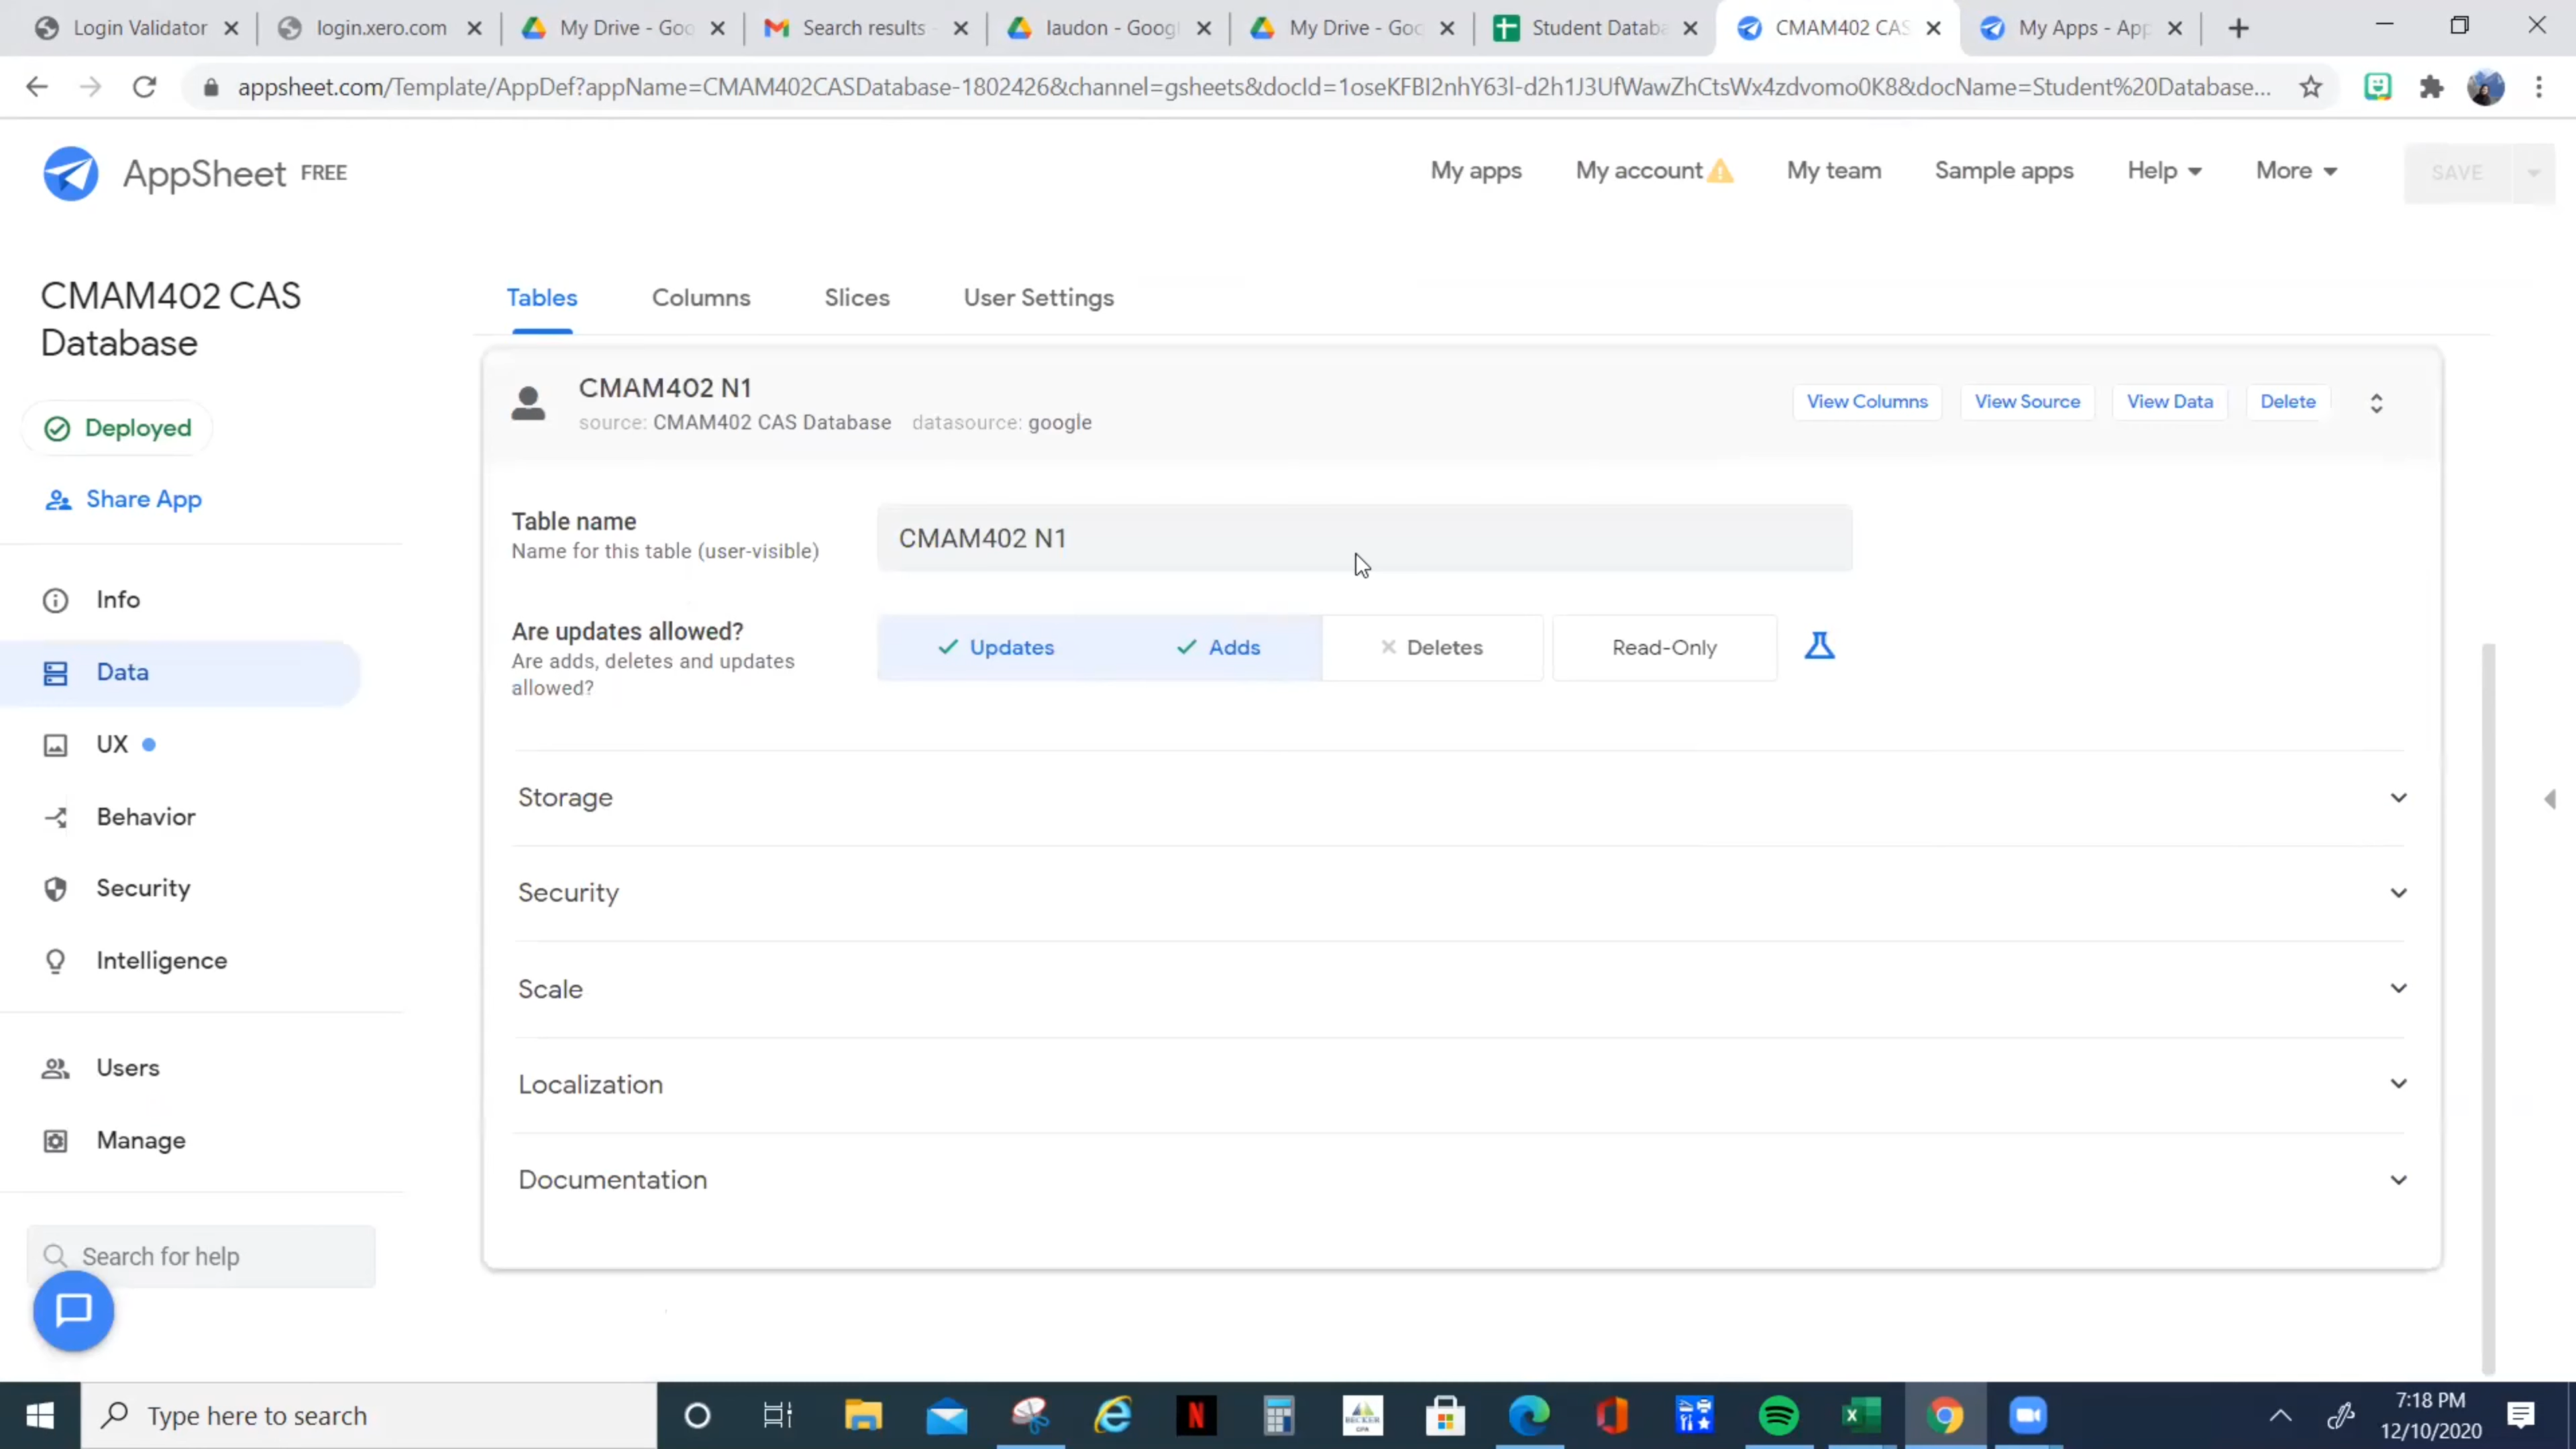 Login Validator
login.xero.com
My Drive - Goo
Search results -
laudon - Googl
My Drive - Goo
Student Databa
CMAM402 CAS
My Apps - App
appsheet.com/Template/AppDef?appName=CMAM402CASDatabase-1802426&channel=gsheets&docId=1oseKFBI2nhY63l-d2h1J3UfWawZhCtsWx4zdvomo0K8&docName=Student%20Database...
AppSheet FREE
My apps
My account
My team
Sample apps
Help
More
SAVE
CMAM402 CAS
Database
Deployed
Share App
Info
Data
UX
Behavior
Security
Intelligence
Users
Manage
Search for help
Tables
Columns
Slices
User Settings
CMAM402 N1
source: CMAM402 CAS Database datasource: google
View Columns
View Source
View Data
Delete
Table name
Name for this table (user-visible)
CMAM402 N1
Are updates allowed?
Are adds, deletes and updates
allowed?
Updates
Adds
Deletes
Read-Only
Storage
Security
Scale
Localization
Documentation
Type here to search
N
BECKER
CPA
7:18 PM
12/10/2020